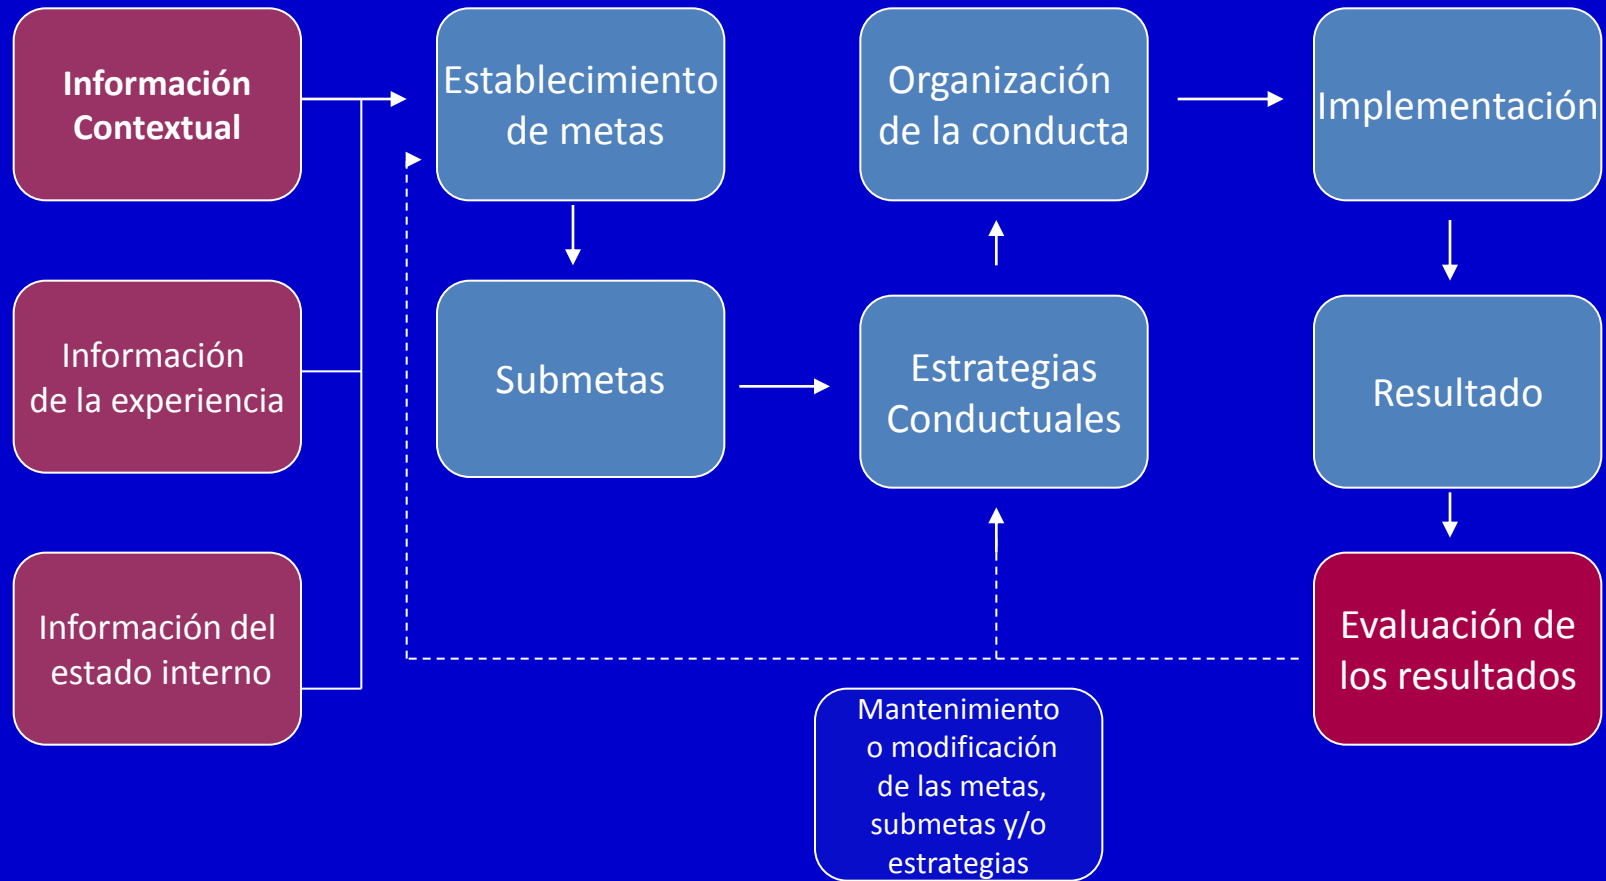 Información
Contextual
Establecimiento
de metas
Organización
de la conducta
Implementación
Información
de la experiencia
Submetas
Estrategias
Conductuales
Resultado
Información del
estado interno
Evaluación de
los resultados
Mantenimiento
o modificación
de las metas,
submetas y/o
estrategias